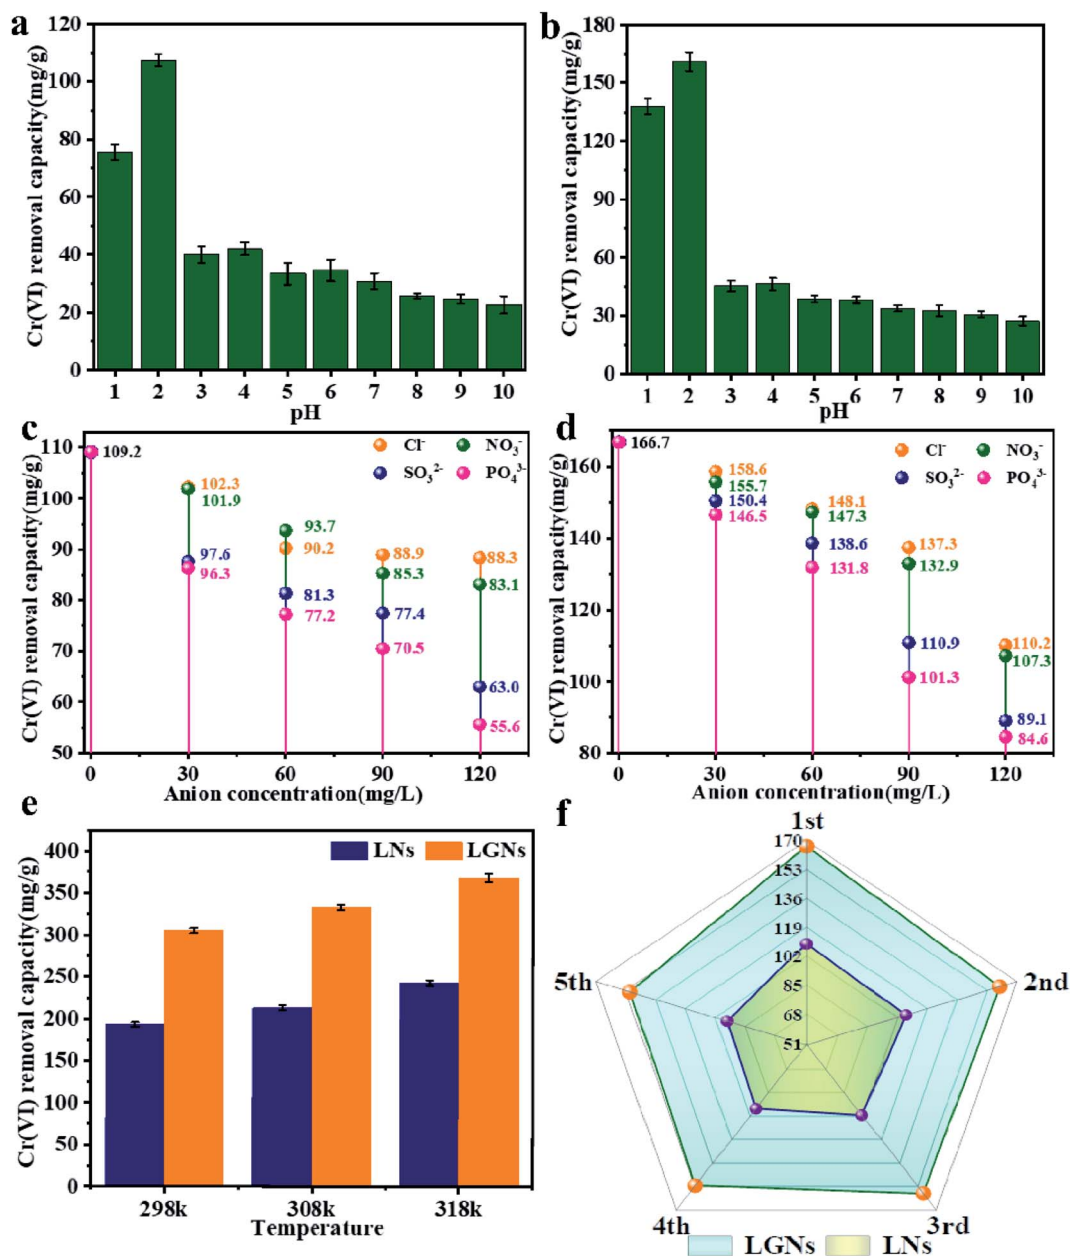 a
Cr(VI) removal capacity(mg/g)
120
100
80
60
40
20
0
1 2 3 4 5 6 7 8 9 10
pH
b
Cr(VI) removal capacity(mg/g)
180
150
120
90
60
30
0
1 2 3 4 5 6 7 8 9 10
pH
c
Cr(VI) removal capacity(mg/g)
110
100
90
80
70
60
50
Cl⁻ NO₃⁻
SO₃²⁻ PO₄³⁻
109.2
102.3
101.9
97.6
96.3
93.7
90.2
81.3
77.2
88.9
85.3
77.4
70.5
88.3
83.1
63.0
55.6
0 30 60 90 120
Anion concentration(mg/L)
d
Cr(VI) removal capacity(mg/g)
160
140
120
100
80
Cl⁻ NO₃⁻
SO₃²⁻ PO₄³⁻
166.7
158.6
155.7
150.4
146.5
148.1
147.3
138.6
131.8
137.3
132.9
110.9
101.3
110.2
107.3
89.1
84.6
0 30 60 90 120
Anion concentration(mg/L)
e
Cr(VI) removal capacity(mg/g)
400
350
300
250
200
150
100
50
0
LNs LGNs
298k 308k 318k
Temperature
f
1st
170
153
136
119
102
85
68
51
5th 2nd
4th 3rd
LGNs LNs